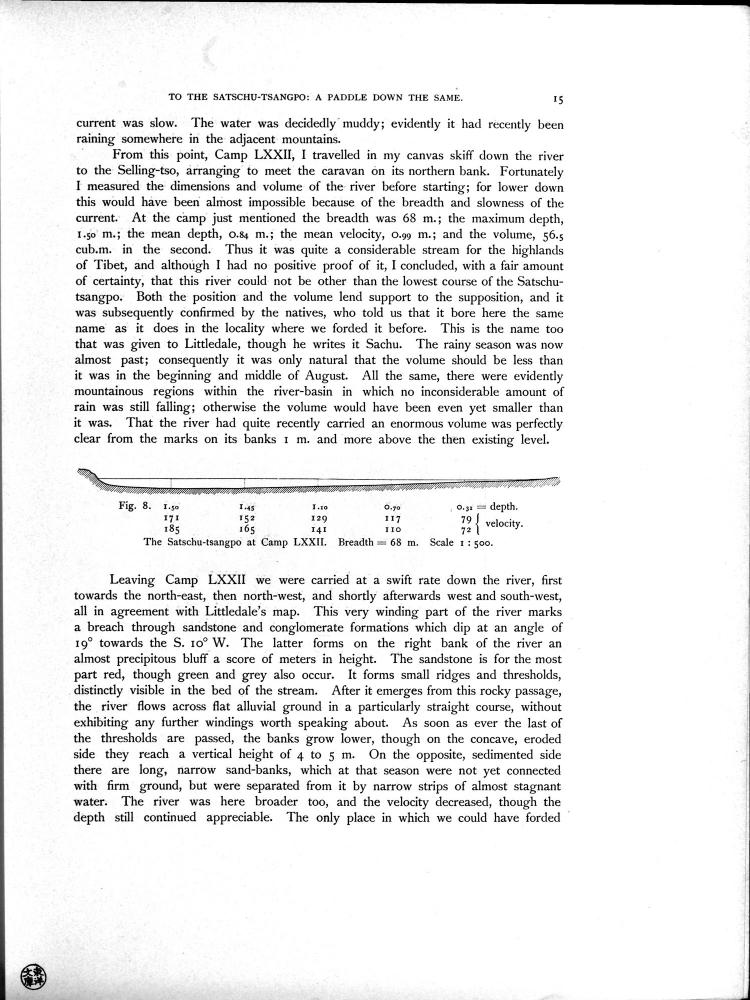 TO THE SATSCHU-TSANGPO: A PADDLE DOWN THE SAME. 15
current was slow. The water was decidedly muddy; evidently it had recently been
raining somewhere in the adjacent mountains.
From this point, Camp LXXII, I travelled in my canvas skiff down the river
to the Selling-tso, arranging to meet the caravan on its northern bank. Fortunately
I measured the dimensions and volume of the river before starting; for lower down
this would have been almost impossible because of the breadth and slowness of the
current. At the camp just mentioned the breadth was 68 m.; the maximum depth,
1.50 m.; the mean depth, 0.84 m.; the mean velocity, 0.99 m.; and the volume, 56.5
cub.m. in the second. Thus it was quite a considerable stream for the highlands
of Tibet, and although I had no positive proof of it, I concluded, with a fair amount
of certainty, that this river could not be other than the lowest course of the Satschu-
tsangpo. Both the position and the volume lend support to the supposition, and it
was subsequently confirmed by the natives, who told us that it bore here the same
name as it does in the locality where we forded it before. This is the name too
that was given to Littledale, though he writes it Sachu. The rainy season was now
almost past; consequently it was only natural that the volume should be less than
it was in the beginning and middle of August. All the same, there were evidently
mountainous regions within the river-basin in which no inconsiderable amount of
rain was still falling; otherwise the volume would have been even yet smaller than
it was. That the river had quite recently carried an enormous volume was perfectly
clear from the marks on its banks 1 m. and more above the then existing level.
Fig. 8. 1.50 1.45 1.10 0.70 0.31 = depth.
171 152 129 117 79
185 165 141 110 72 } velocity.
The Satschu-tsangpo at Camp LXXII. Breadth = 68 m. Scale 1 : 500.
Leaving Camp LXXII we were carried at a swift rate down the river, first
towards the north-east, then north-west, and shortly afterwards west and south-west,
all in agreement with Littledale's map. This very winding part of the river marks
a breach through sandstone and conglomerate formations which dip at an angle of
19° towards the S. 10° W. The latter forms on the right bank of the river an
almost precipitous bluff a score of meters in height. The sandstone is for the most
part red, though green and grey also occur. It forms small ridges and thresholds,
distinctly visible in the bed of the stream. After it emerges from this rocky passage,
the river flows across flat alluvial ground in a particularly straight course, without
exhibiting any further windings worth speaking about. As soon as ever the last of
the thresholds are passed, the banks grow lower, though on the concave, eroded
side they reach a vertical height of 4 to 5 m. On the opposite, sedimented side
there are long, narrow sand-banks, which at that season were not yet connected
with firm ground, but were separated from it by narrow strips of almost stagnant
water. The river was here broader too, and the velocity decreased, though the
depth still continued appreciable. The only place in which we could have forded